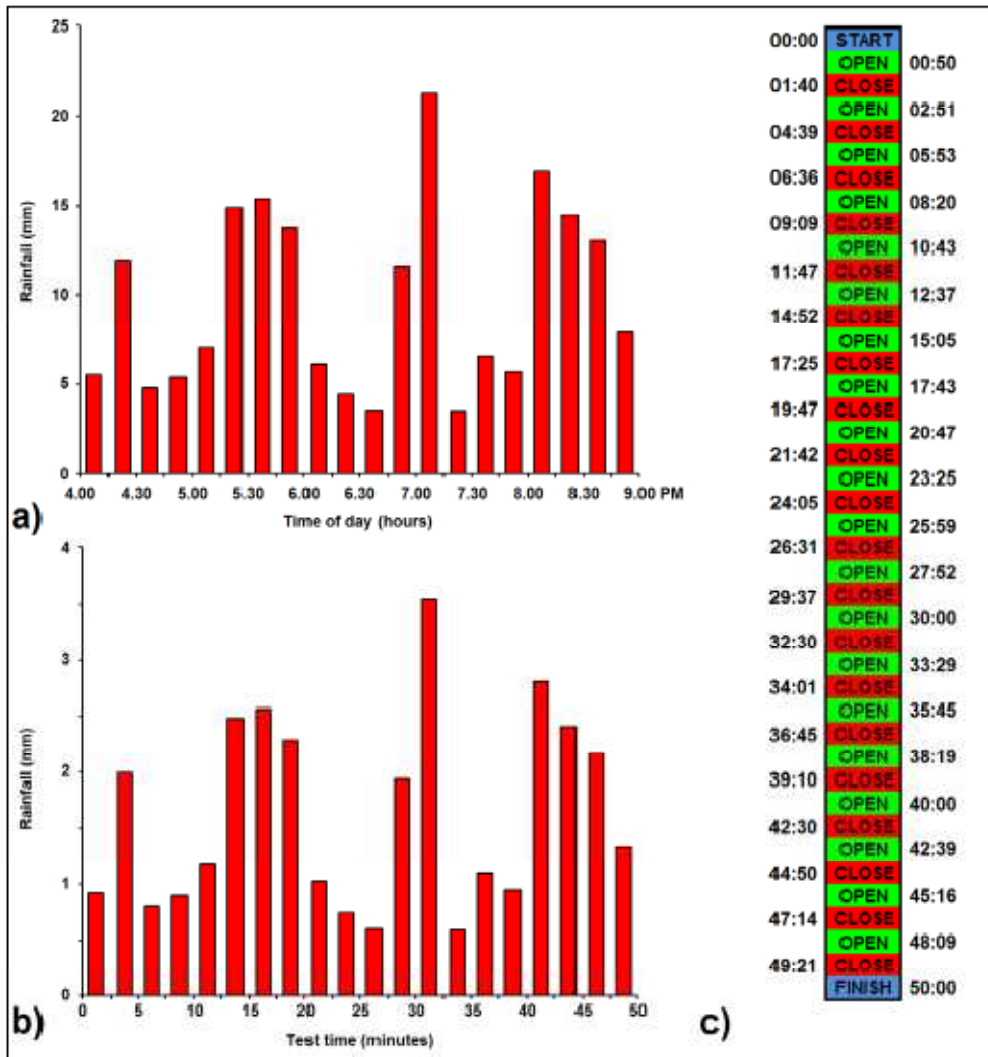 25
20
15
10
5
0
Rainfall (mm)
4.00 4.30 5.00 5.30 6.00 6.30 7.00 7.30 8.00 8.30 9.00 PM
Time of day (hours)
a)
4
3
2
1
0
Rainfall (mm)
0 5 10 15 20 25 30 35 40 45 50
Test time (minutes)
b)
00:00 START
OPEN 00:50
01:40 CLOSE
OPEN 02:51
04:39 CLOSE
OPEN 05:53
06:36 CLOSE
OPEN 08:20
09:09 CLOSE
OPEN 10:43
11:47 CLOSE
OPEN 12:37
14:52 CLOSE
OPEN 15:05
17:25 CLOSE
OPEN 17:43
19:47 CLOSE
OPEN 20:47
21:42 CLOSE
OPEN 23:25
24:05 CLOSE
OPEN 25:59
26:31 CLOSE
OPEN 27:52
29:37 CLOSE
OPEN 30:00
32:30 CLOSE
OPEN 33:29
34:01 CLOSE
OPEN 35:45
36:45 CLOSE
OPEN 38:19
39:10 CLOSE
OPEN 40:00
42:30 CLOSE
OPEN 42:39
44:50 CLOSE
OPEN 45:16
47:14 CLOSE
OPEN 48:09
49:21 CLOSE
FINISH 50:00
c)